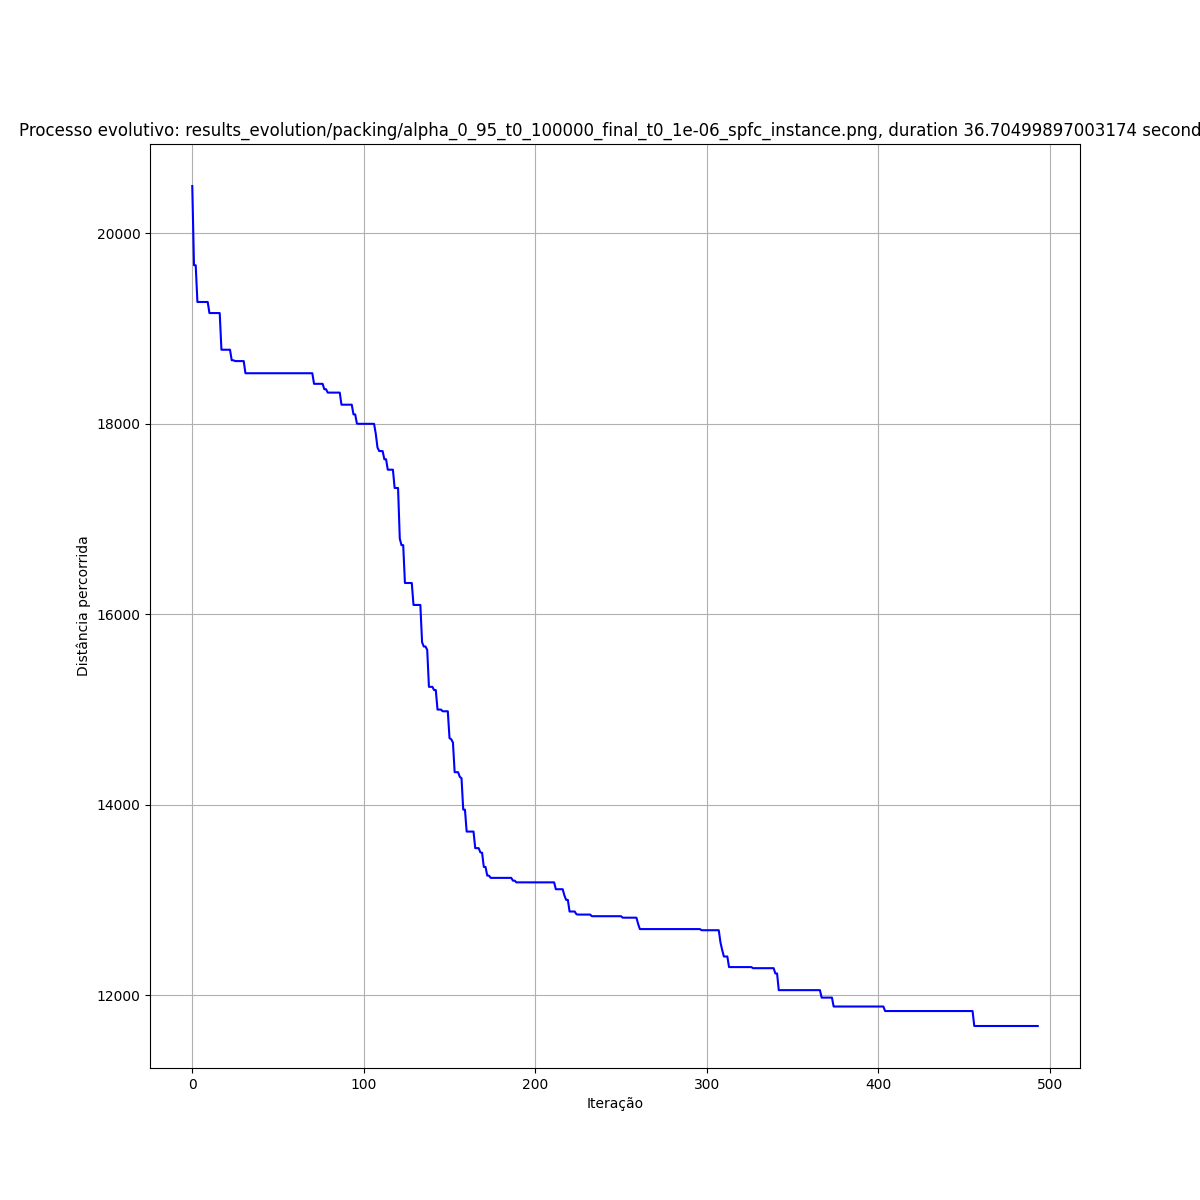 Processo evolutivo: results_evolution/packing/alpha_0_95_t0_100000_final_t0_1e-06_spfc_instance.png, duration 36.70499897003174 second
20000
18000
16000
14000
12000
Distância percorrida
0 100 200 300 400 500
Iteração